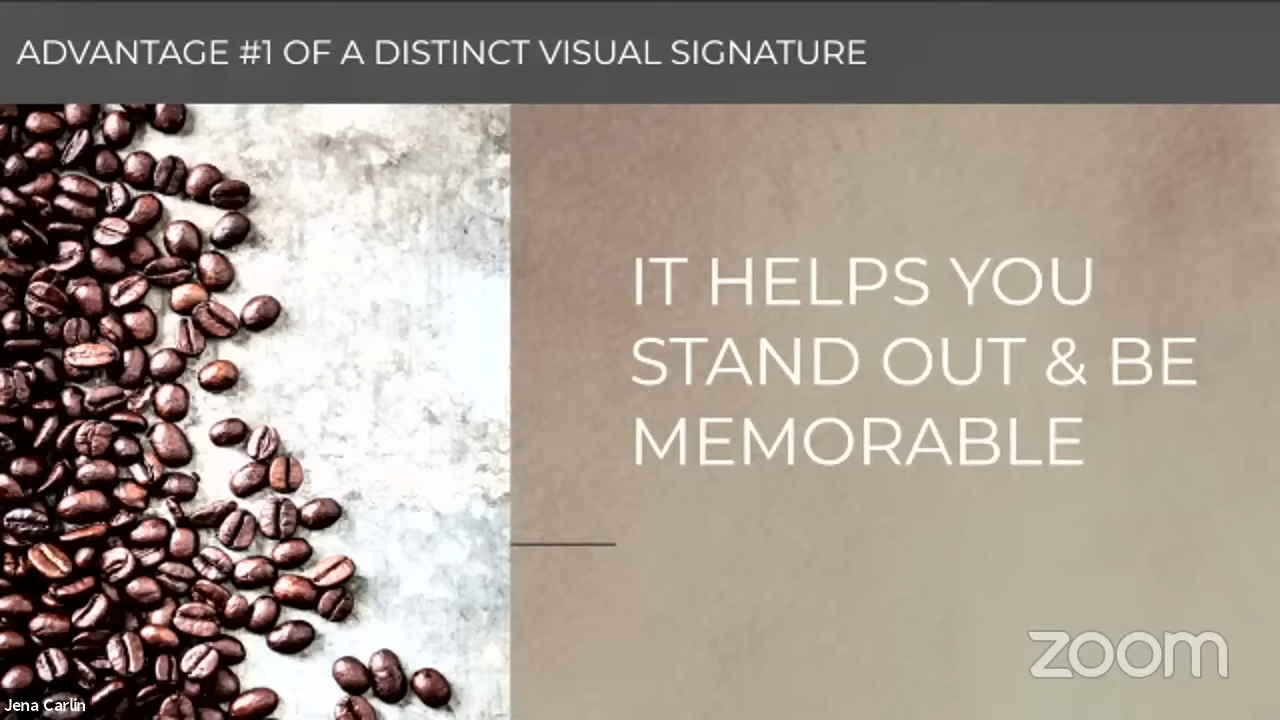 ADVANTAGE #1 OF A DISTINCT VISUAL SIGNATURE
IT HELPS YOU
STAND OUT & BE
MEMORABLE
zoom
Jena Carlin